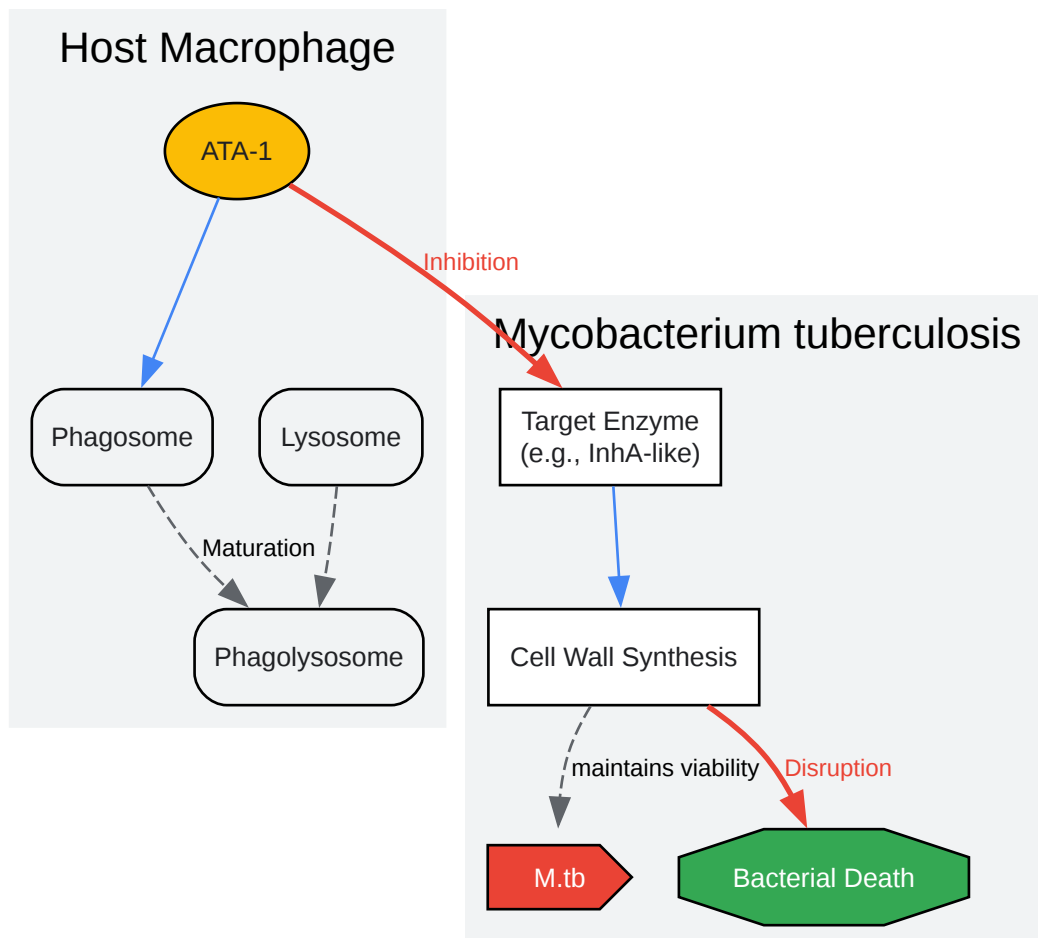 Host Macrophage
ATA-1
Inhibition
Mycobacterium tuberculosis
Phagosome
Lysosome
Target Enzyme
(e.g., InhA-like)
Maturation
Phagolysosome
Cell Wall Synthesis
maintains viability
Disruption
M.tb
Bacterial Death